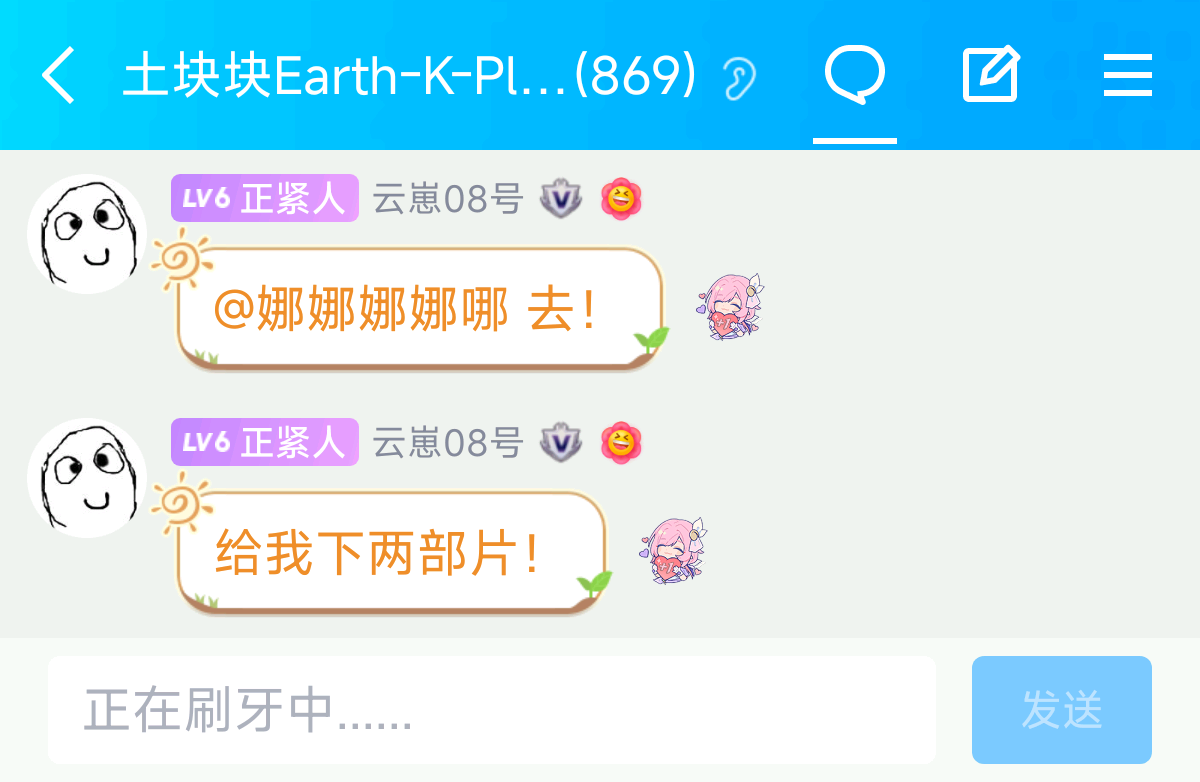 土块块Earth-K-Pl...(869)
LV6 正紧人 云崽08号
@娜娜娜娜哪 去！
LV6 正紧人 云崽08号
给我下两部片！
正在刷牙中......
发送